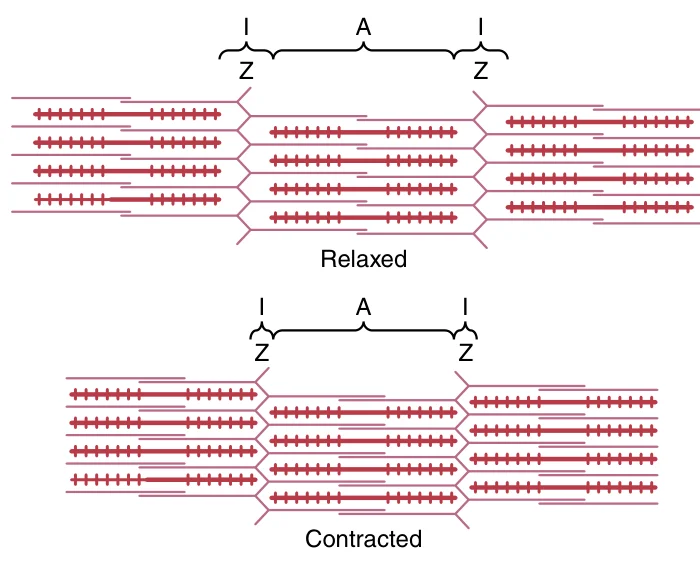 I A I
Z Z
Relaxed
I A I
Z Z
Contracted